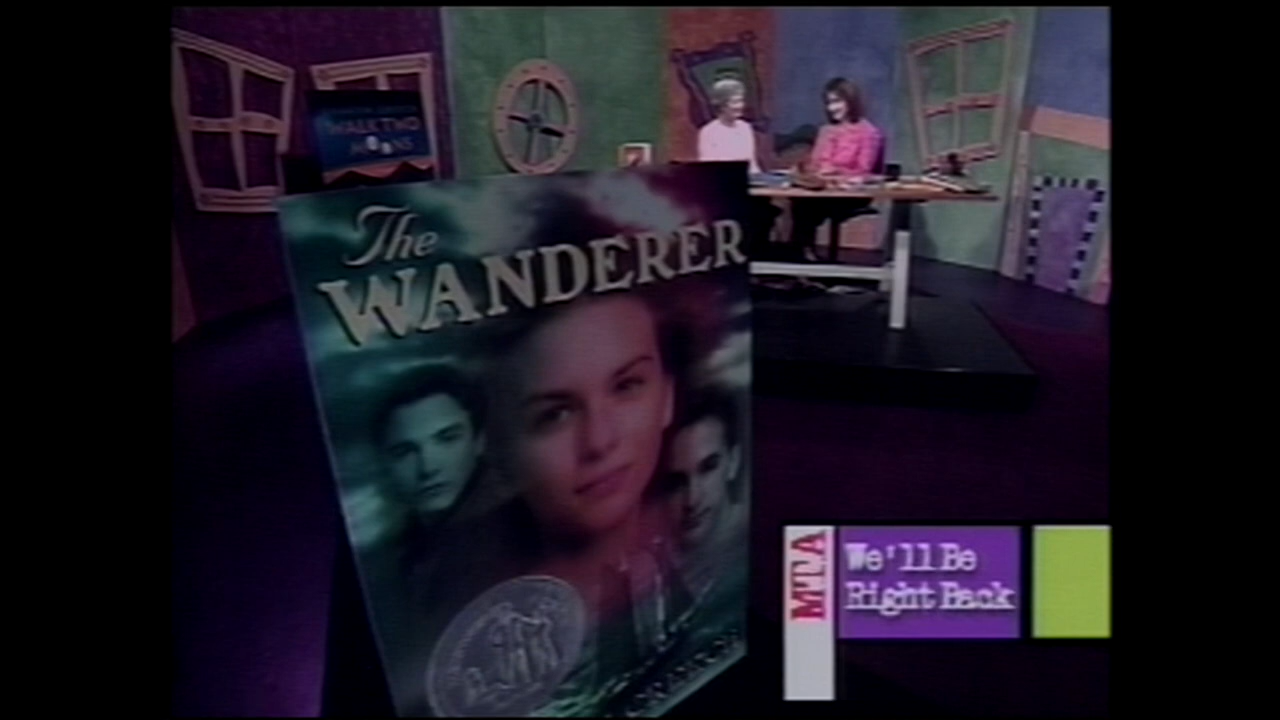 WALK TWO
MOONS
The
WANDERER
MTA
We'll Be
Right Back